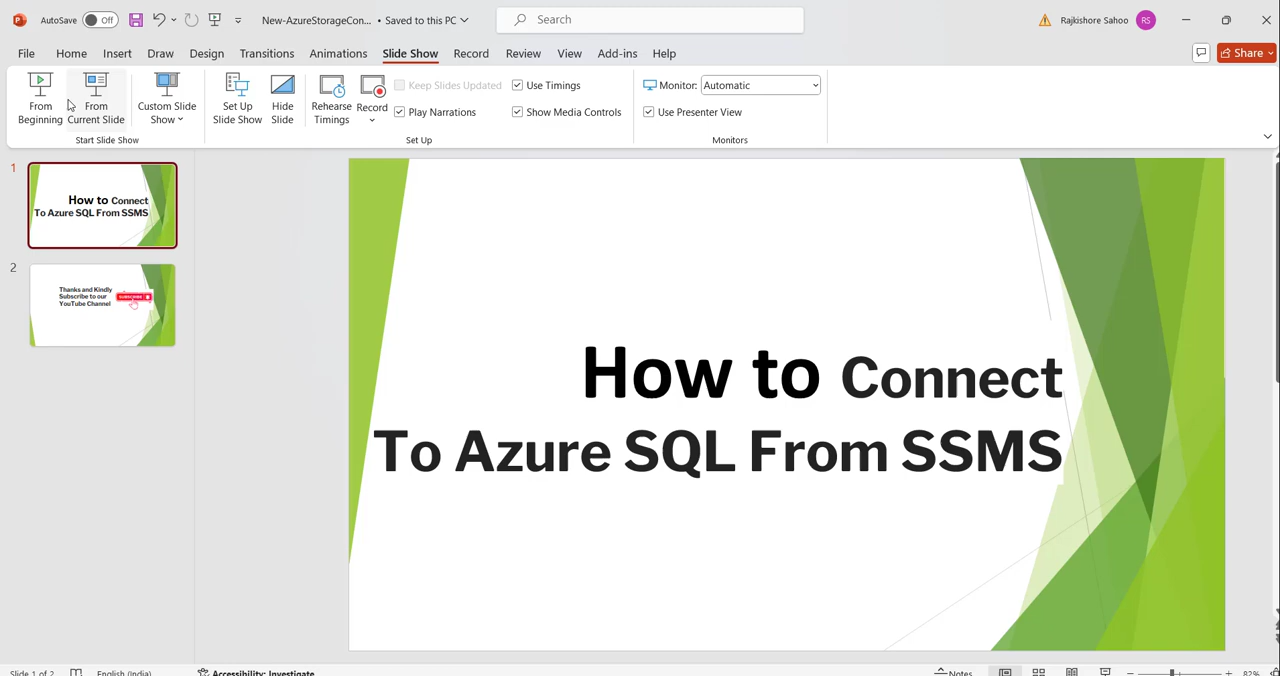 AutoSave Off New-AzureStorageCon... • Saved to this PC Search Rajkishore Sahoo RS
File Home Insert Draw Design Transitions Animations Slide Show Record Review View Add-ins Help Share
From Beginning
From Current Slide
Custom Slide Show
Start Slide Show
Set Up Slide Show
Hide Slide
Rehearse Timings
Record
Keep Slides Updated
Play Narrations
Use Timings
Show Media Controls
Set Up
Monitor: Automatic
Use Presenter View
Monitors
1
How to Connect
To Azure SQL From SSMS
2
Thanks and Kindly
Subscribe to our
YouTube Channel
SUBSCRIBE
How to Connect
To Azure SQL From SSMS
Slide 1 of 2 English (India) Accessibility: Investigate Notes 82%